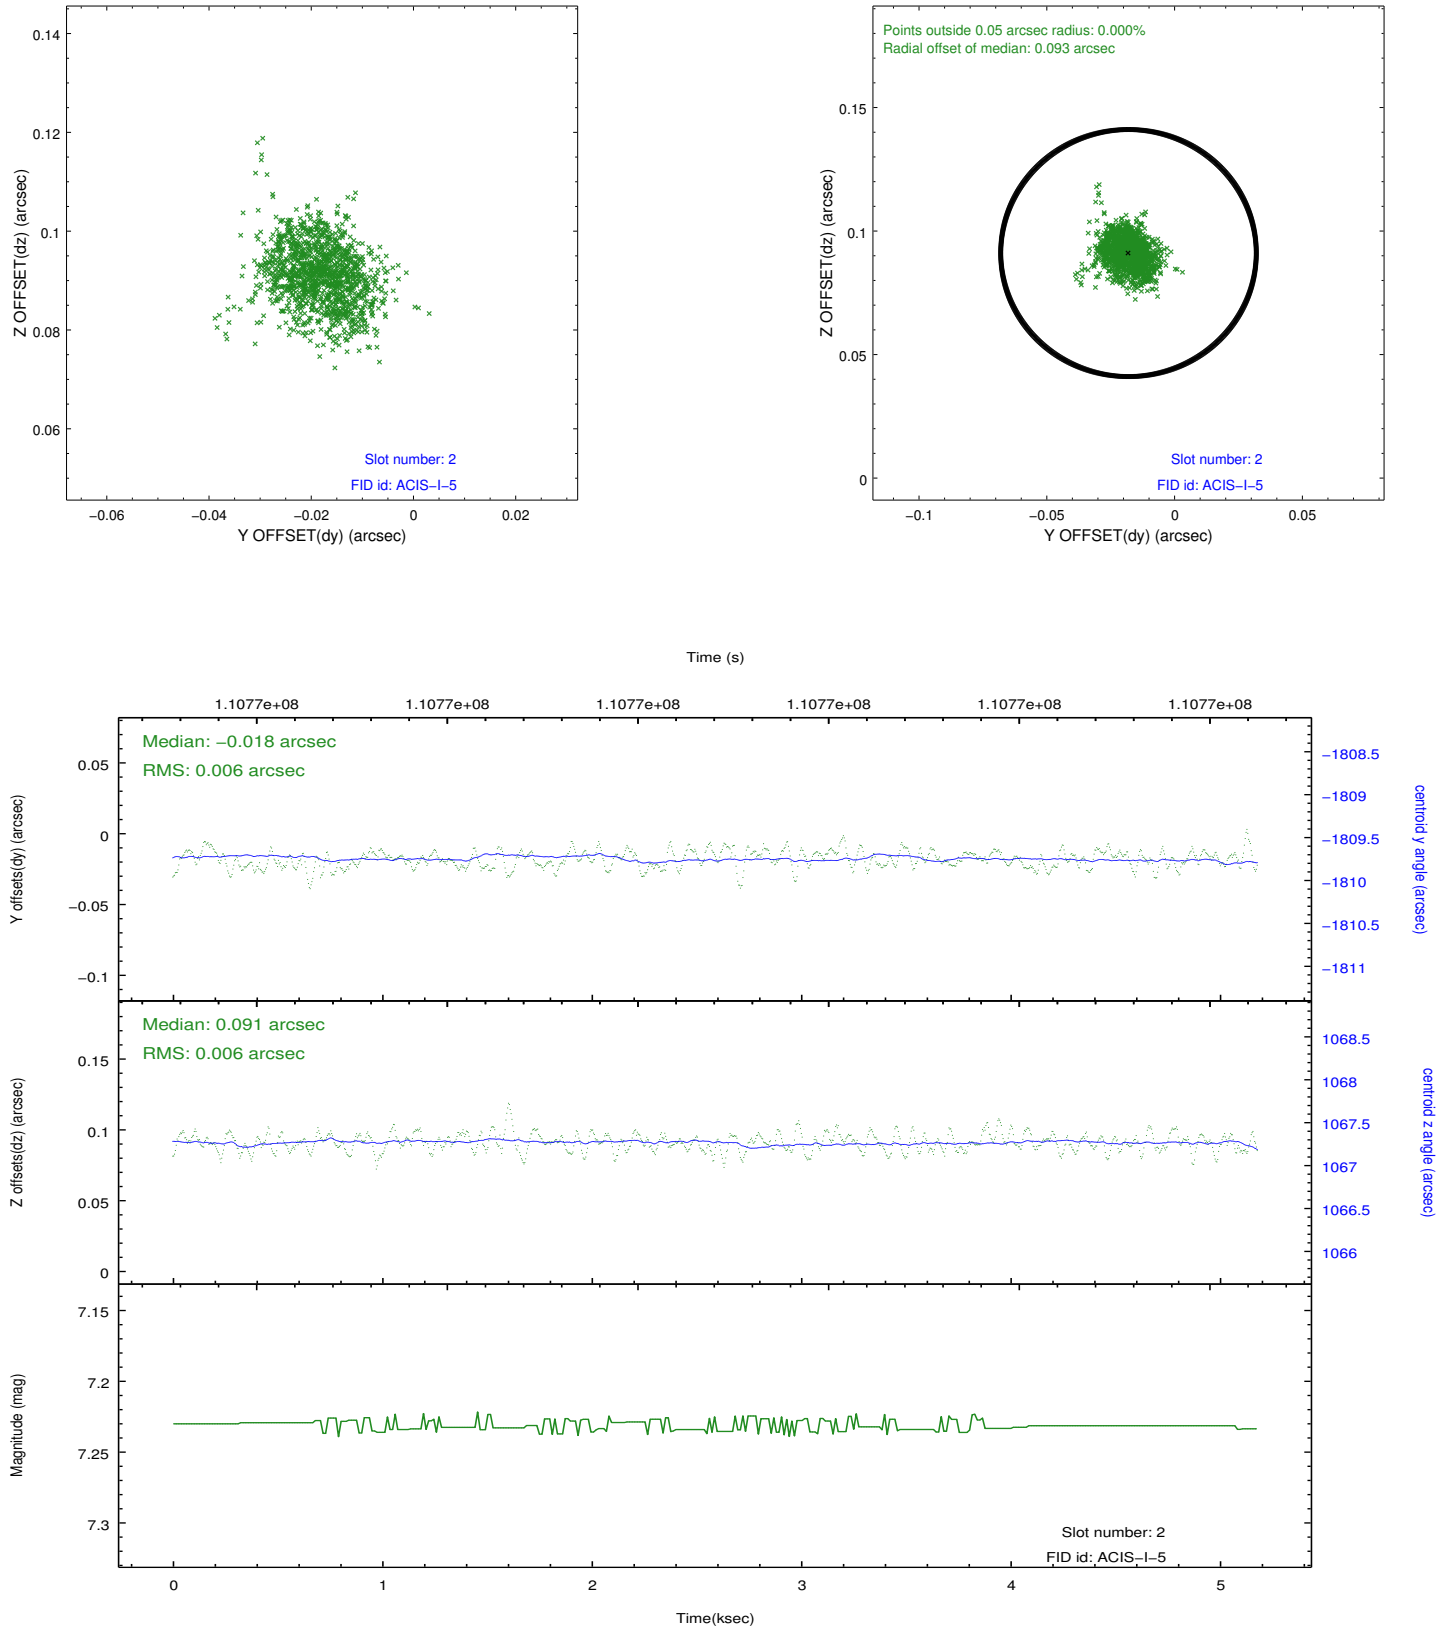 0.14
0.12
0.1
0.08
0.06
Z OFFSET(dz) (arcsec)
Slot number: 2
FID id: ACIS−I−5
−0.06
−0.04
−0.02
0
0.02
Y OFFSET(dy) (arcsec)
Points outside 0.05 arcsec radius: 0.000%
Radial offset of median: 0.093 arcsec
0.15
0.1
0.05
0
Z OFFSET(dz) (arcsec)
Slot number: 2
FID id: ACIS−I−5
−0.1
−0.05
0
0.05
Y OFFSET(dy) (arcsec)
Time (s)
1.1077e+08
1.1077e+08
1.1077e+08
1.1077e+08
1.1077e+08
1.1077e+08
Median: −0.018 arcsec
RMS: 0.006 arcsec
0.05
0
−0.05
−0.1
Y offsets(dy) (arcsec)
−1808.5
−1809
−1809.5
−1810
−1810.5
−1811
centroid y angle (arcsec)
Median: 0.091 arcsec
RMS: 0.006 arcsec
0.15
0.1
0.05
0
Z offsets(dz) (arcsec)
1068.5
1068
1067.5
1067
1066.5
1066
centroid z angle (arcsec)
7.15
7.2
7.25
7.3
Magnitude (mag)
Slot number: 2
FID id: ACIS−I−5
0
1
2
3
4
5
Time(ksec)